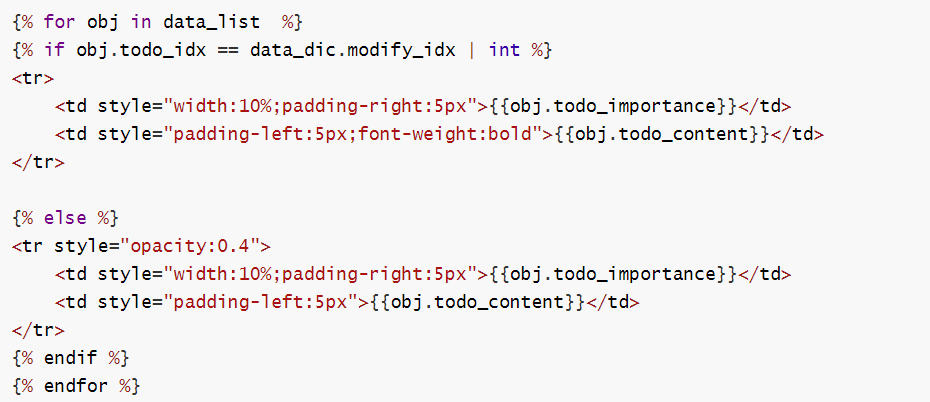 {% for obj in data_list  %}
{% if obj.todo_idx == data_dic.modify_idx | int %}
<tr>
    <td style="width:10%;padding-right:5px">{{obj.todo_importance}}</td>
    <td style="padding-left:5px;font-weight:bold">{{obj.todo_content}}</td>
</tr>

{% else %}
<tr style="opacity:0.4">
    <td style="width:10%;padding-right:5px">{{obj.todo_importance}}</td>
    <td style="padding-left:5px">{{obj.todo_content}}</td>
</tr>
{% endif %}
{% endfor %}